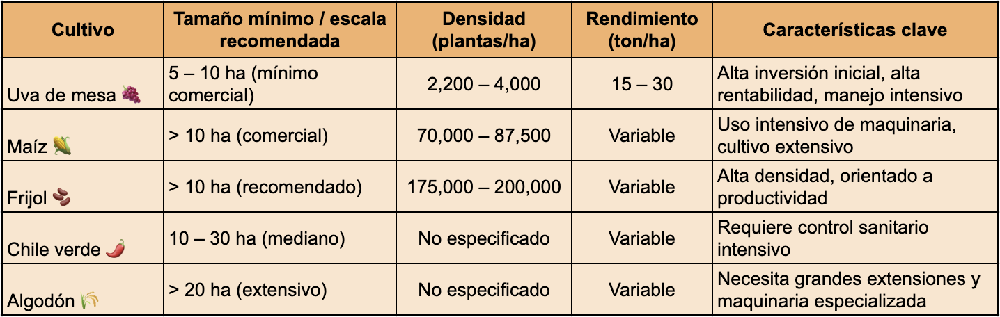 Cultivo
Tamaño mínimo / escala
recomendada
Densidad
(plantas/ha)
Rendimiento
(ton/ha)
Características clave
Uva de mesa 🍇
5 – 10 ha (mínimo
comercial)
2,200 – 4,000
15 – 30
Alta inversión inicial, alta
rentabilidad, manejo intensivo
Maíz 🌽
> 10 ha (comercial)
70,000 – 87,500
Variable
Uso intensivo de maquinaria,
cultivo extensivo
Frijol 🫘
> 10 ha (recomendado)
175,000 – 200,000
Variable
Alta densidad, orientado a
productividad
Chile verde 🌶️
10 – 30 ha (mediano)
No especificado
Variable
Requiere control sanitario
intensivo
Algodón 🌾
> 20 ha (extensivo)
No especificado
Variable
Necesita grandes extensiones y
maquinaria especializada